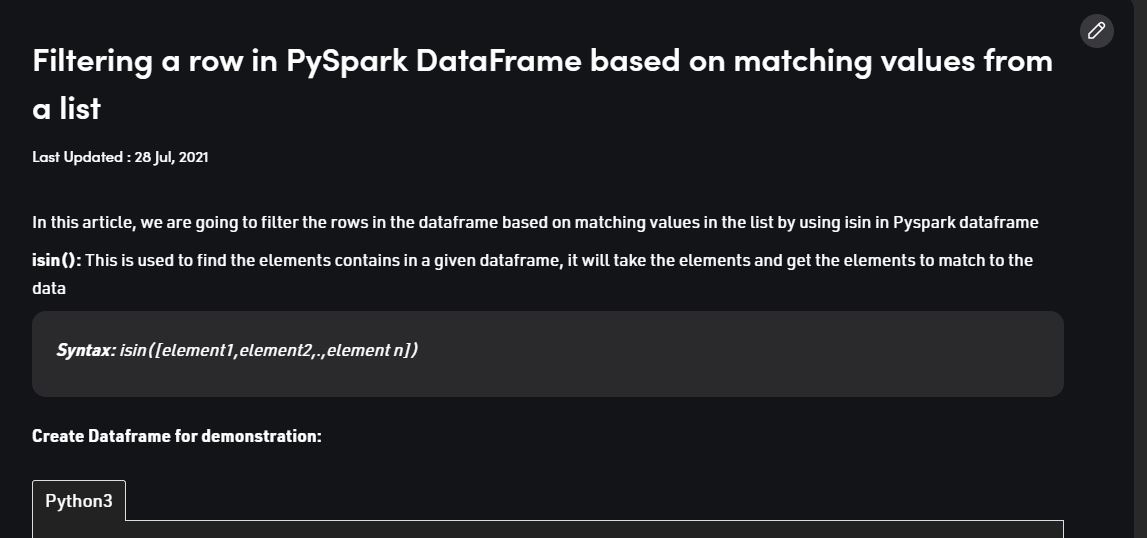 Filtering a row in PySpark DataFrame based on matching values from
a list
Last Updated : 28 Jul, 2021
In this article, we are going to filter the rows in the dataframe based on matching values in the list by using isin in Pyspark dataframe
isin(): This is used to find the elements contains in a given dataframe, it will take the elements and get the elements to match to the
data
Syntax: isin([element1,element2,.,element n])
Create Dataframe for demonstration:
Python3